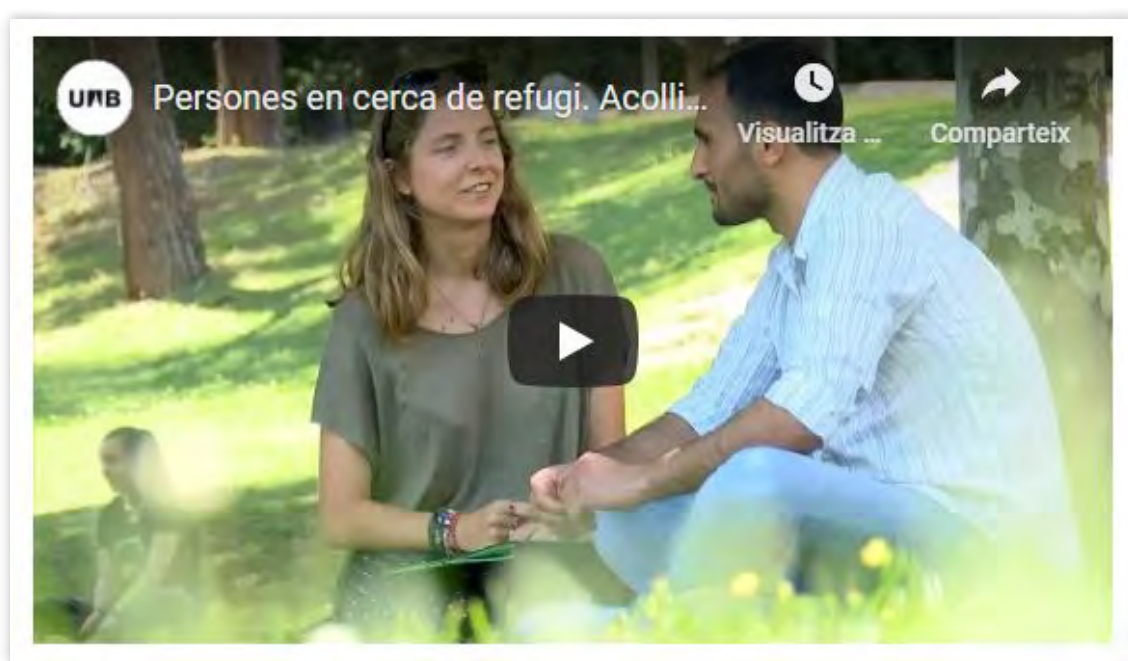 UAB
Persones en cerca de refugi. Acolli...
Visualitza ...
Comparteix